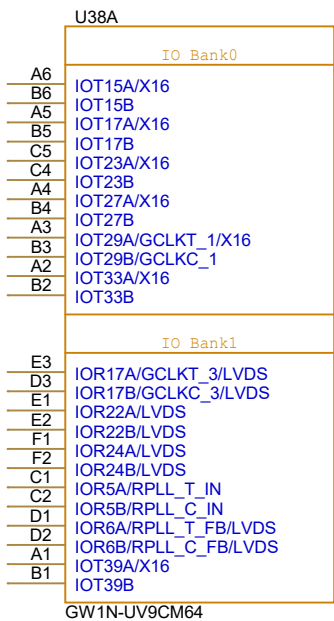 U38A
IO Bank0
A6 IOT15A/X16
B6 IOT15B
A5 IOT17A/X16
B5 IOT17B
C5 IOT23A/X16
C4 IOT23B
A4 IOT27A/X16
B4 IOT27B
A3 IOT29A/GCLKT_1/X16
B3 IOT29B/GCLKC_1
A2 IOT33A/X16
B2 IOT33B
IO Bank1
E3 IOR17A/GCLKT_3/LVDS
D3 IOR17B/GCLKC_3/LVDS
E1 IOR22A/LVDS
E2 IOR22B/LVDS
F1 IOR24A/LVDS
F2 IOR24B/LVDS
C1 IOR5A/RPLL_T_IN
C2 IOR5B/RPLL_C_IN
D1 IOR6A/RPLL_T_FB/LVDS
D2 IOR6B/RPLL_C_FB/LVDS
A1 IOT39A/X16
B1 IOT39B
GW1N-UV9CM64